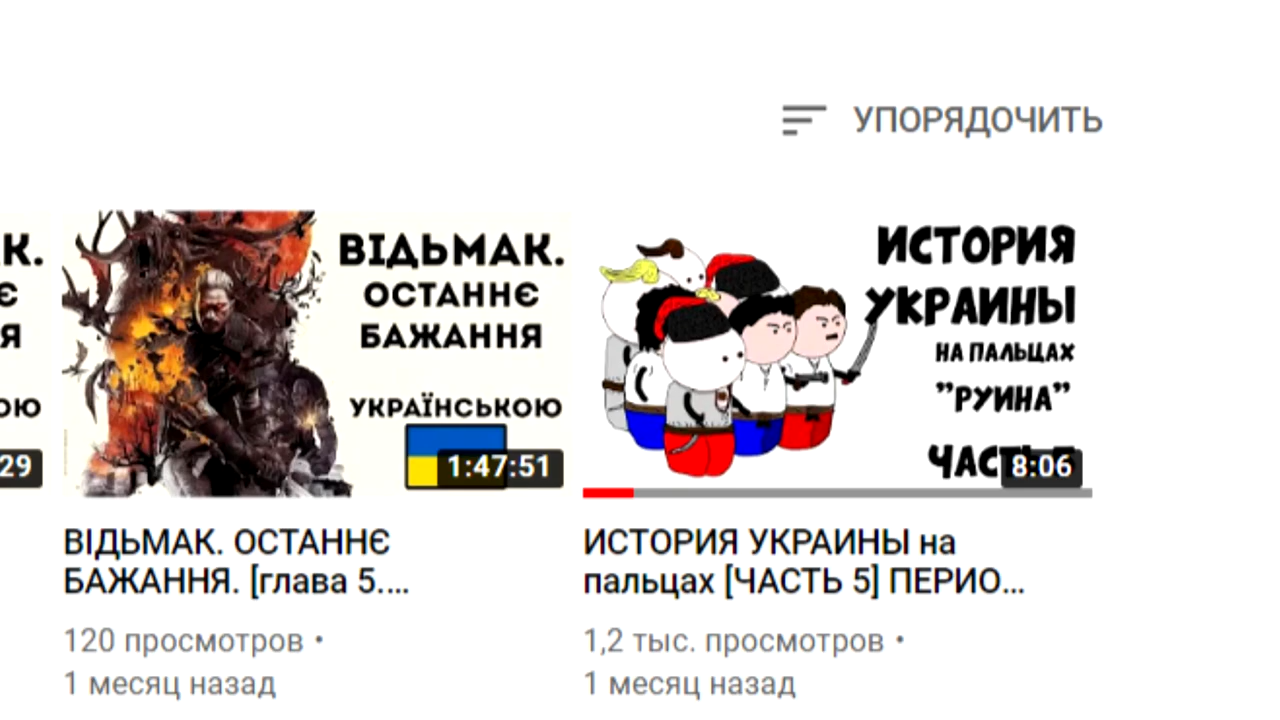 УПОРЯДОЧИТЬ
К.
Є
Я
ОЮ
29
ВІДЬМАК.
ОСТАННЄ
БАЖАННЯ
УКРАЇНСЬКОЮ
1:47:51
ИСТОРИЯ
УКРАИНЫ
НА ПАЛЬЦАХ
"РУИНА"
8:06
ВІДЬМАК. ОСТАННЄ
БАЖАННЯ. [глава 5....
120 просмотров •
1 месяц назад
ИСТОРИЯ УКРАИНЫ на
пальцах [ЧАСТЬ 5] ПЕРИО...
1,2 тыс. просмотров •
1 месяц назад